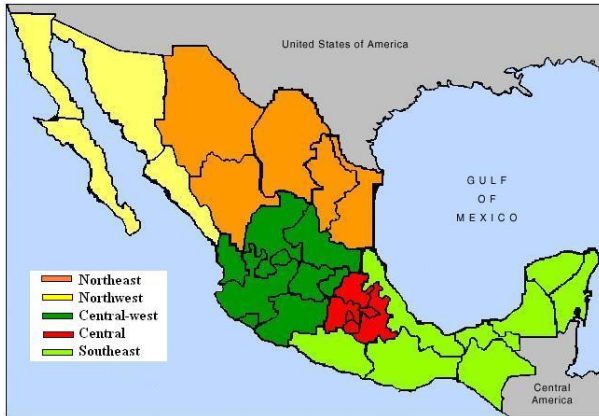 United States of America
GULF
OF
MEXICO
Northeast
Northwest
Central-west
Central
Southeast
Central
America